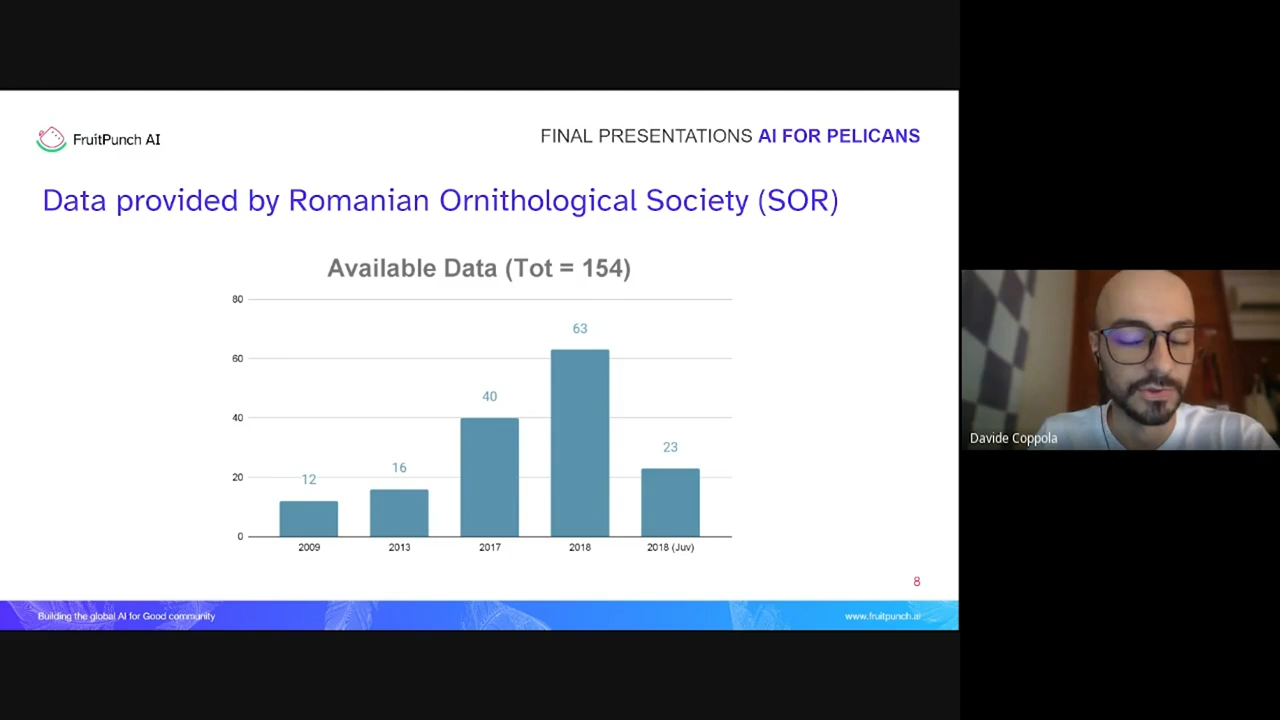 FruitPunch AI
FINAL PRESENTATIONS AI FOR PELICANS
Data provided by Romanian Ornithological Society (SOR)
Available Data (Tot = 154)
80
60
40
20
0
12
16
40
63
23
2009
2013
2017
2018
2018 (Juv)
8
Building the global AI for Good community
www.fruitpunch.ai
Davide Coppola